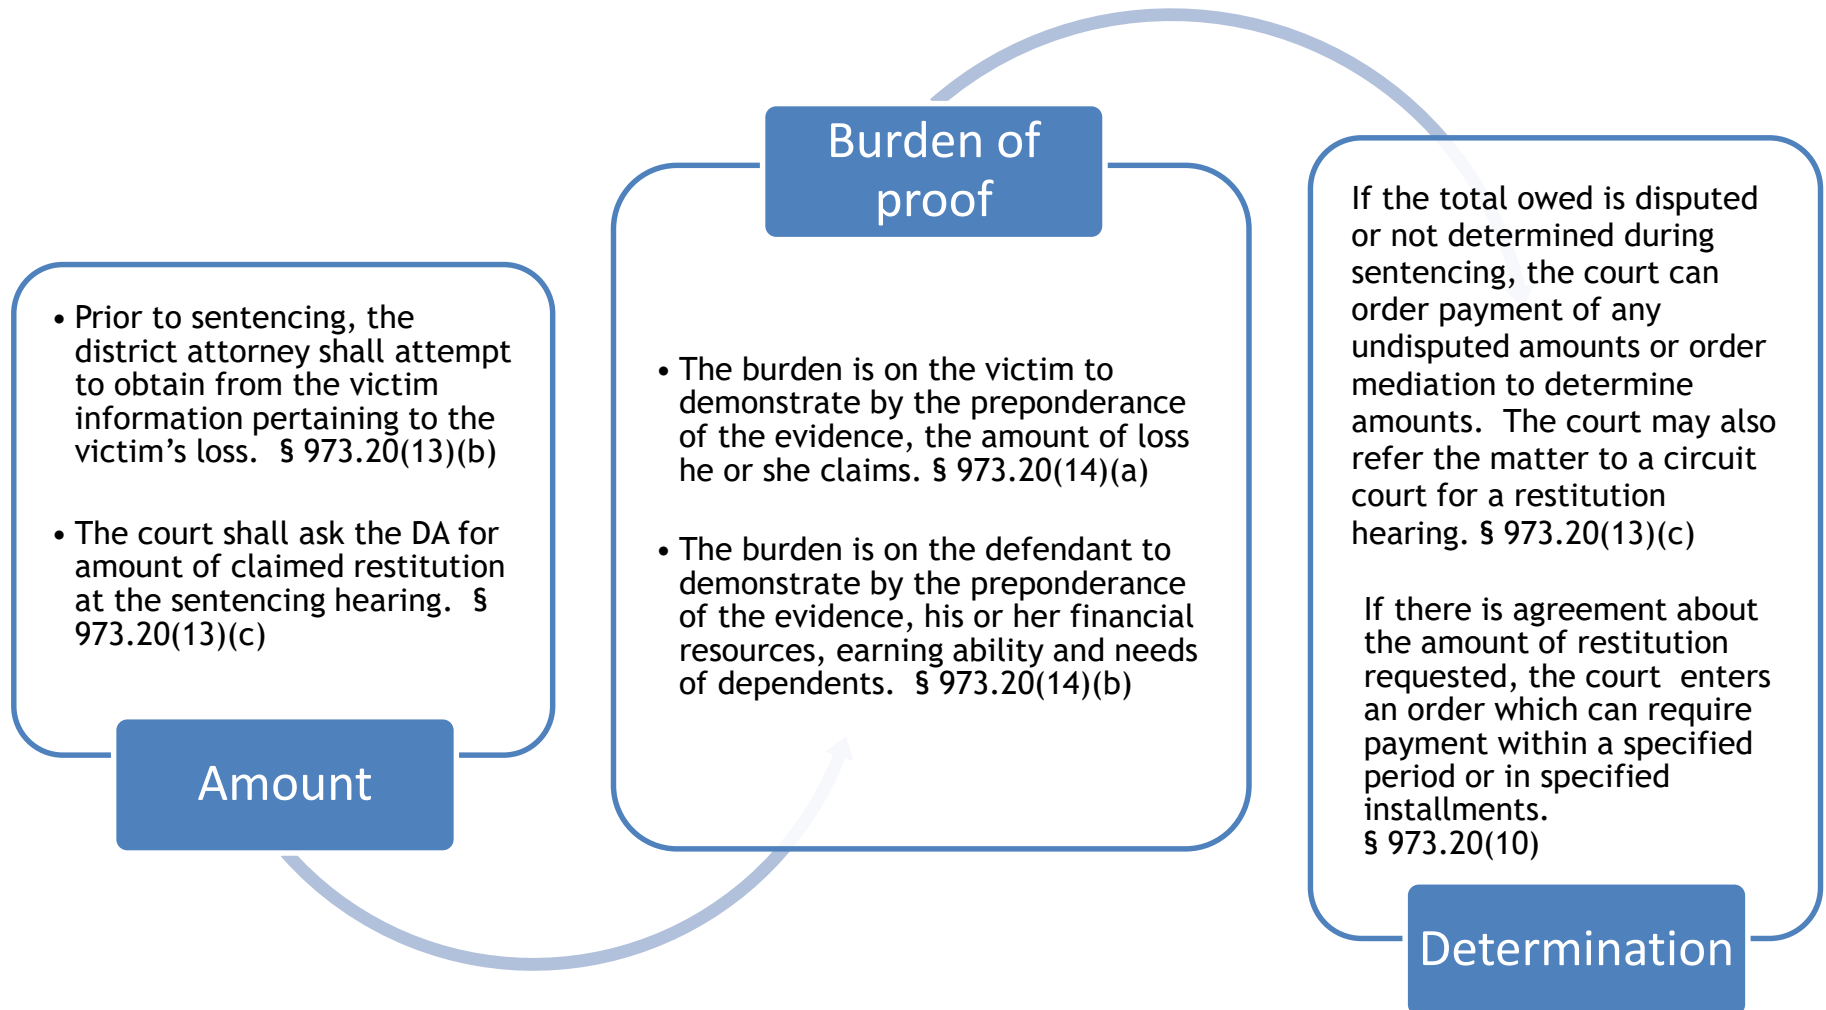 • Prior to sentencing, the
district attorney shall attempt
to obtain from the victim
information pertaining to the
victim’s loss.  § 973.20(13)(b)
• The court shall ask the DA for
amount of claimed restitution
at the sentencing hearing.  §
973.20(13)(c)
Amount
Burden of
proof
• The burden is on the victim to
demonstrate by the preponderance
of the evidence, the amount of loss
he or she claims. § 973.20(14)(a)
• The burden is on the defendant to
demonstrate by the preponderance
of the evidence, his or her financial
resources, earning ability and needs
of dependents.  § 973.20(14)(b)
If the total owed is disputed
or not determined during
sentencing, the court can
order payment of any
undisputed amounts or order
mediation to determine
amounts.  The court may also
refer the matter to a circuit
court for a restitution
hearing. § 973.20(13)(c)
If there is agreement about
the amount of restitution
requested, the court  enters
an order which can require
payment within a specified
period or in specified
installments.
§ 973.20(10)
Determination